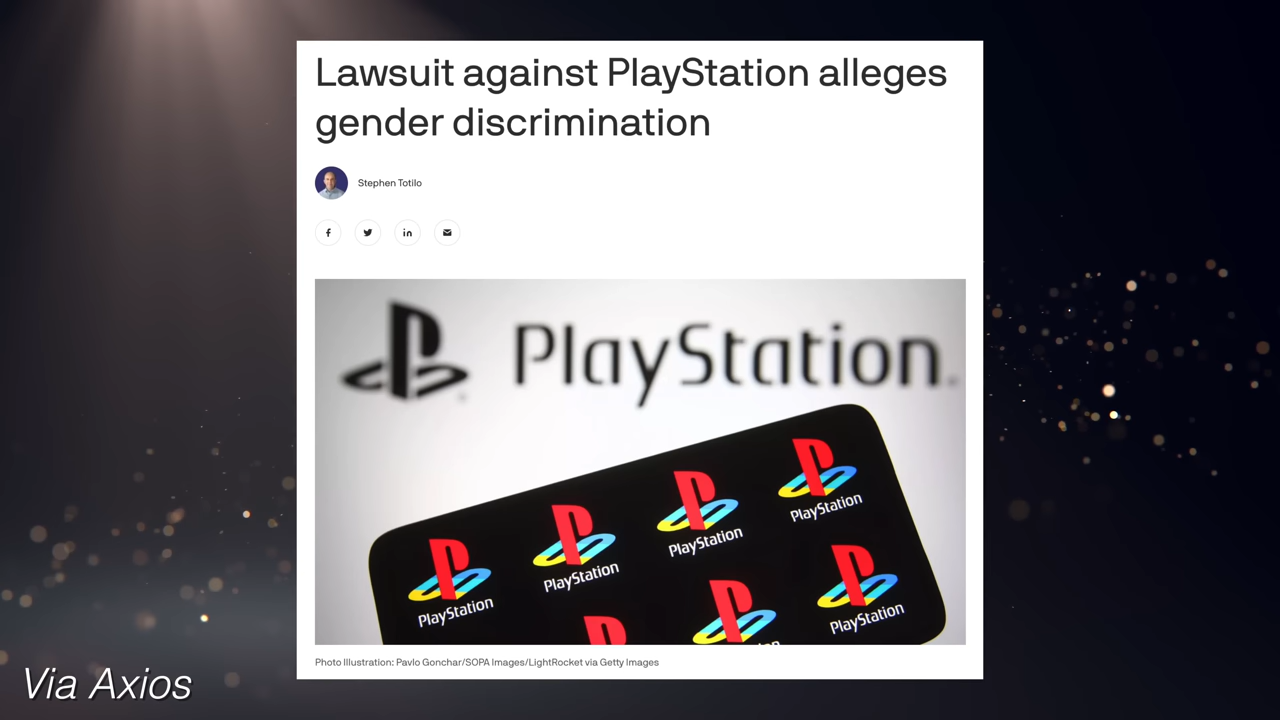 Lawsuit against PlayStation alleges
gender discrimination
Stephen Totilo
PlayStation
PlayStation
PlayStation
PlayStation
PlayStation
PlayStation
Photo Illustration: Pavlo Gonchar/SOPA Images/LightRocket via Getty Images
Via Axios